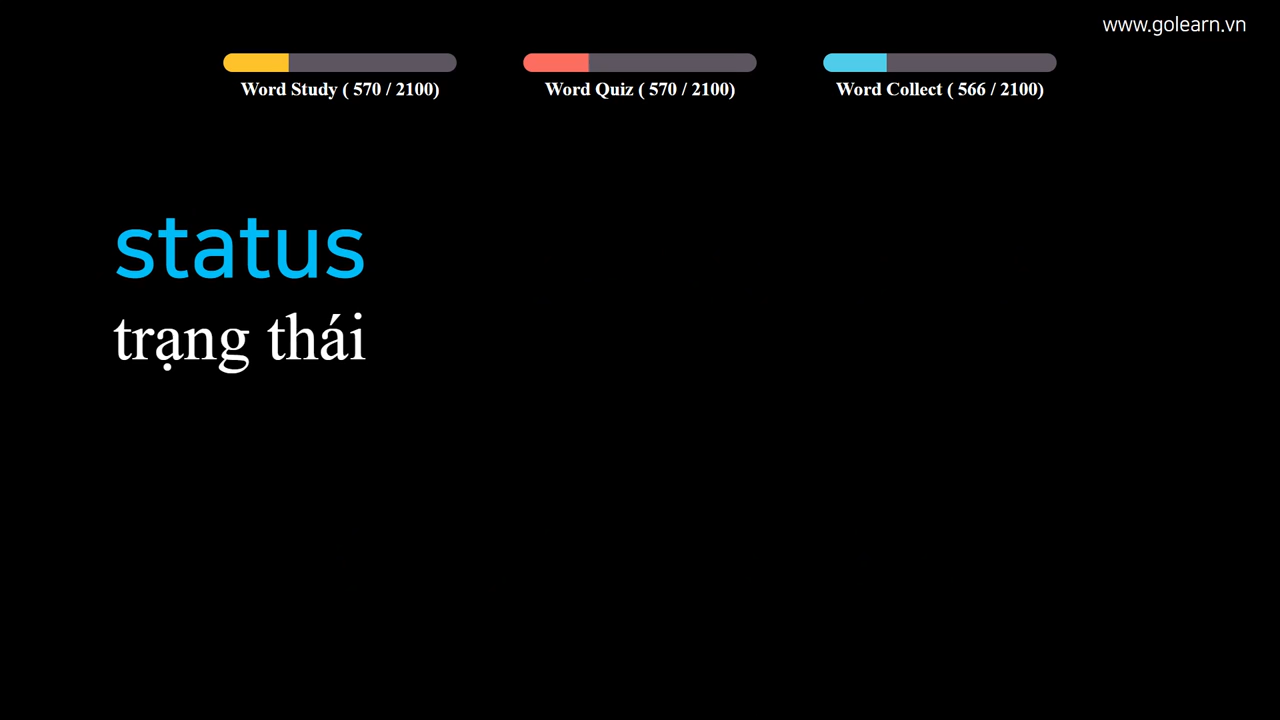 www.golearn.vn
Word Study ( 570 / 2100)
Word Quiz ( 570 / 2100)
Word Collect ( 566 / 2100)
status
trạng thái